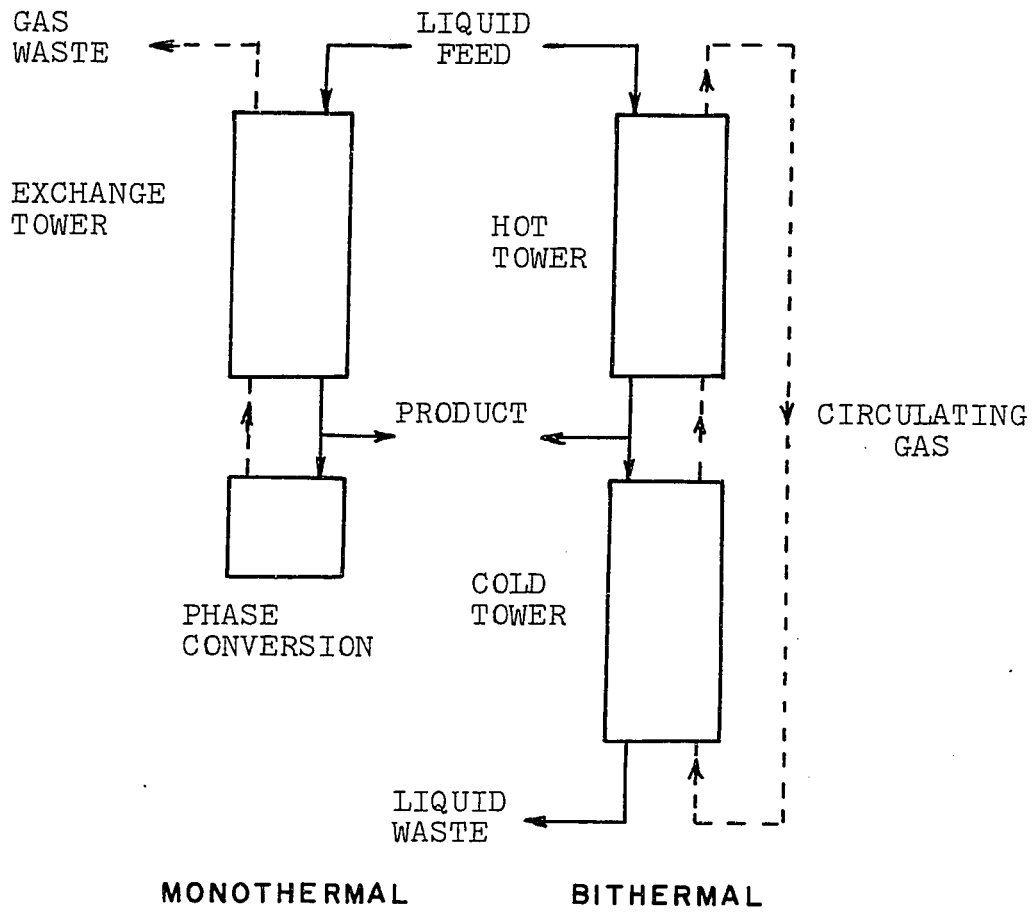 GAS
WASTE
LIQUID
FEED
EXCHANGE
TOWER
HOT
TOWER
PRODUCT
CIRCULATING
GAS
COLD
TOWER
PHASE
CONVERSION
LIQUID
WASTE
MONOTHERMAL
BITHERMAL